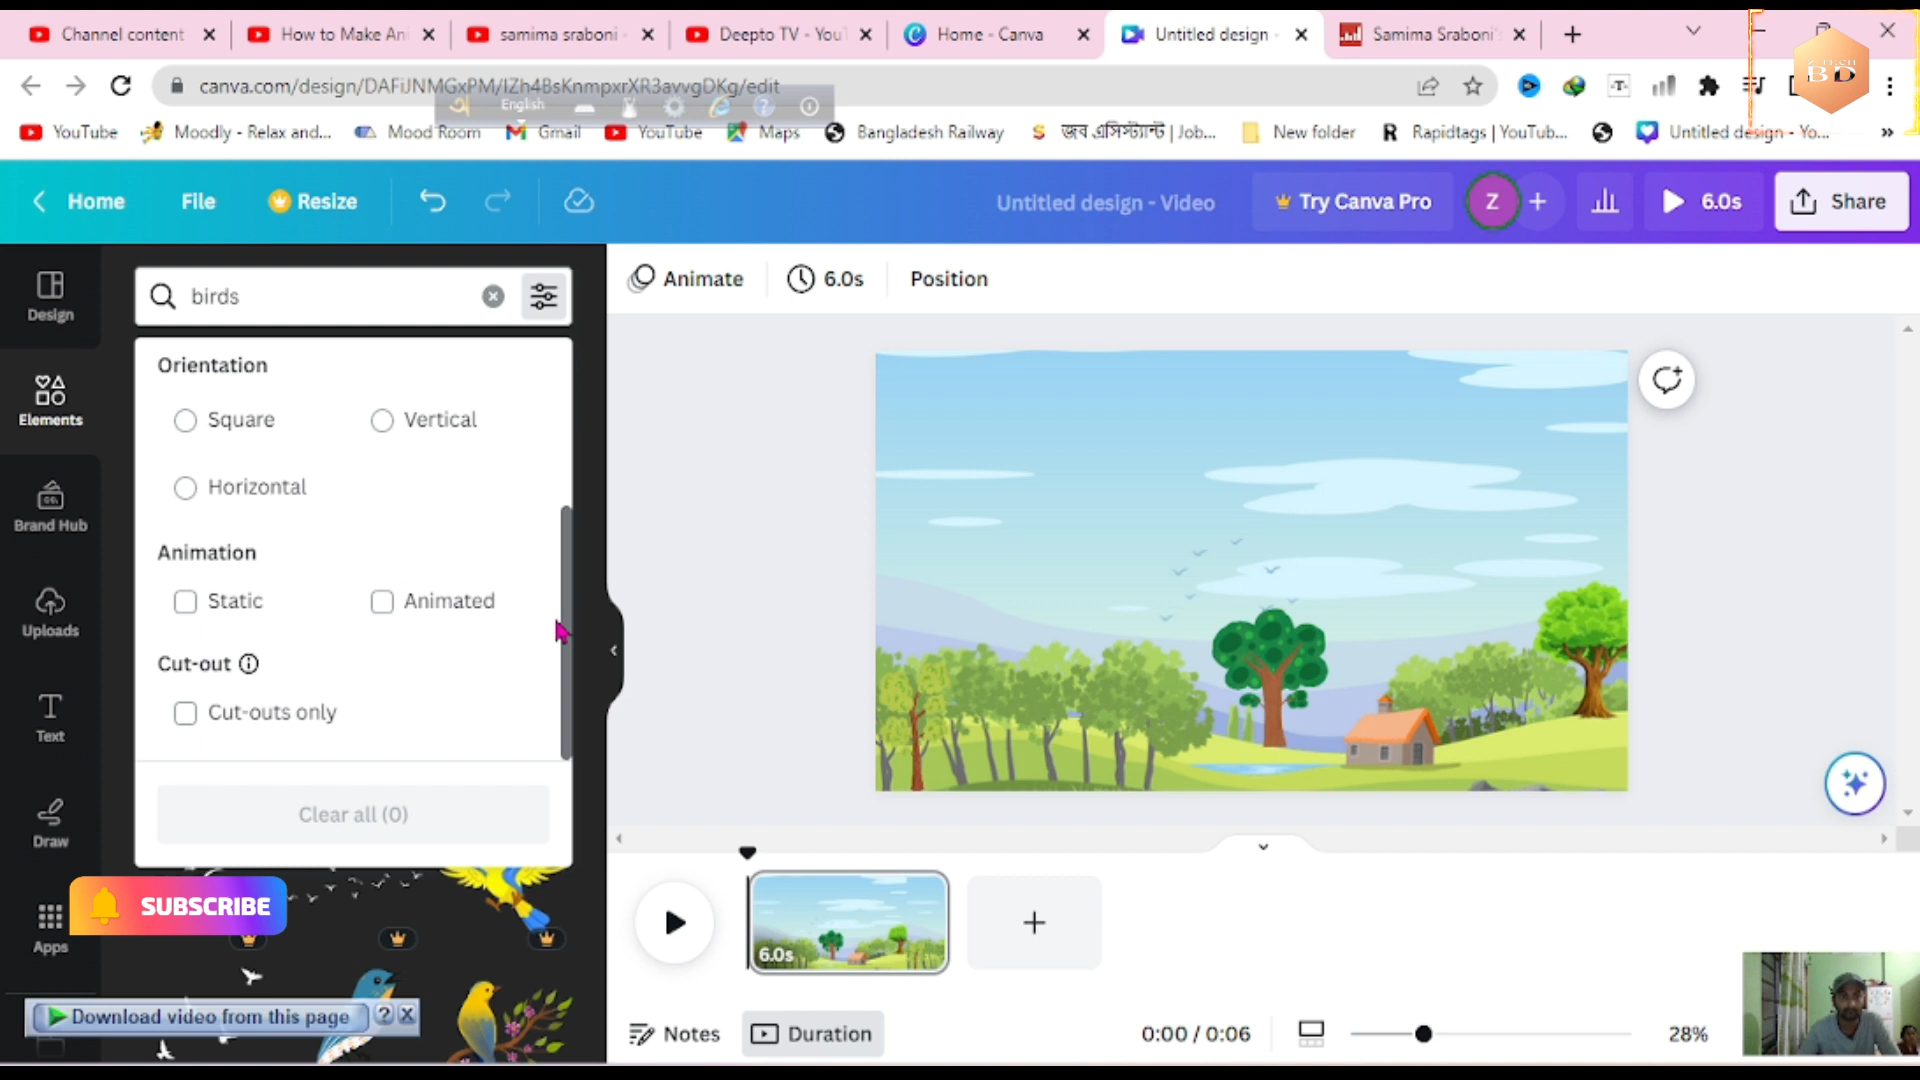 Channel content
How to Make Ani
samima sraboni -
Deepto TV - YouT
Home - Canva
Untitled design -
Samima Sraboni's
canva.com/design/DAFiJNMGxPM/IZh4BsKnmpxrXR3avvgDKg/edit
English
BD
YouTube
Moodly - Relax and...
Mood Room
Gmail
YouTube
Maps
Bangladesh Railway
জব এসিস্ট্যান্ট | Job...
New folder
Rapidtags | YouTub...
Untitled design - Yo...
Home
File
Resize
Untitled design - Video
Try Canva Pro
Z
6.0s
Share
Design
Elements
Brand Hub
Uploads
Text
Draw
Apps
birds
Orientation
Square
Vertical
Horizontal
Animation
Static
Animated
Cut-out
Cut-outs only
Clear all (0)
SUBSCRIBE
Download video from this page
Animate
6.0s
Position
6.0s
Notes
Duration
0:00 / 0:06
28%